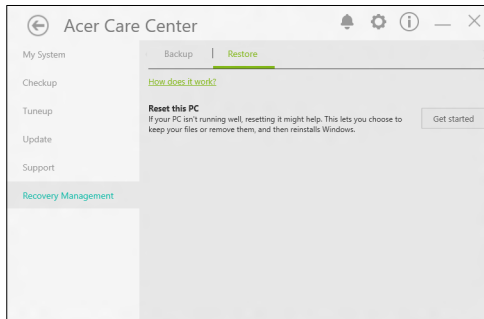 Acer Care Center
My System
Checkup
Tuneup
Update
Support
Recovery Management
Backup
Restore
How does it work?
Reset this PC
If your PC isn't running well, resetting it might help. This lets you choose to
keep your files or remove them, and then reinstalls Windows.
Get started